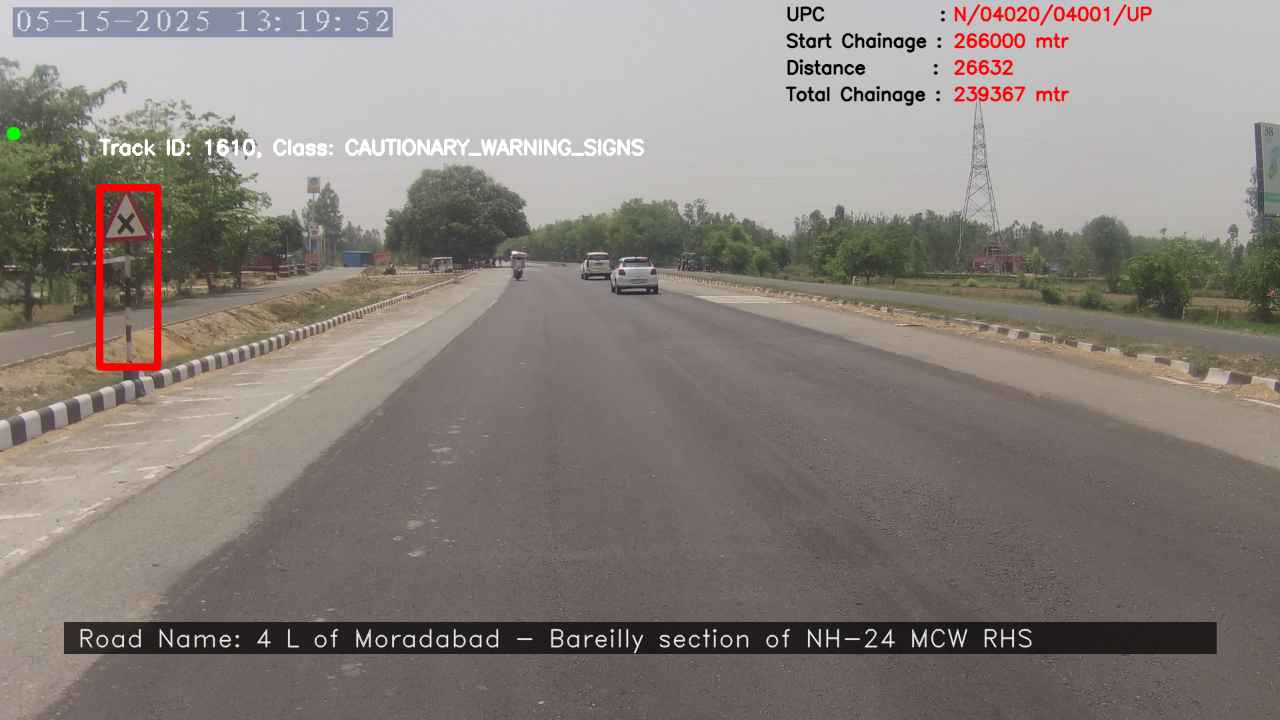 05-15-2025 13:19:52
UPC : N/04020/04001/UP
Start Chainage : 266000 mtr
Distance : 26632
Total Chainage : 239367 mtr
Track ID: 1610, Class: CAUTIONARY_WARNING_SIGNS
38
Road Name: 4 L of Moradabad - Bareilly section of NH-24 MCW RHS